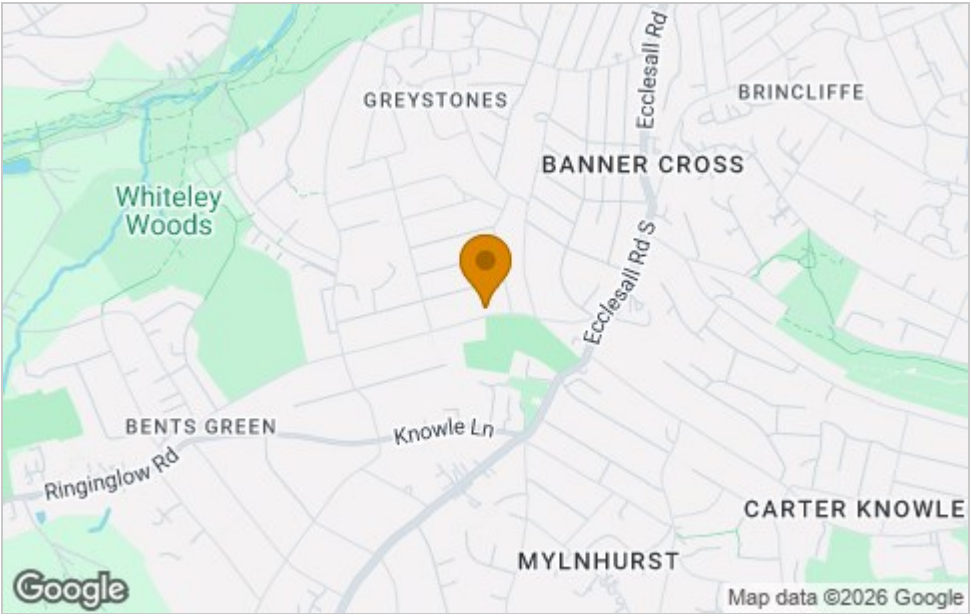 Ecclesall Rd
GREYSTONES
BRINCLIFFE
BANNER CROSS
Whiteley
Woods
Ecclesall Rd S
BENTS GREEN
Knowle Ln
Ringinglow Rd
CARTER KNOWLE
MYLNHURST
Google
Map data ©2026 Google